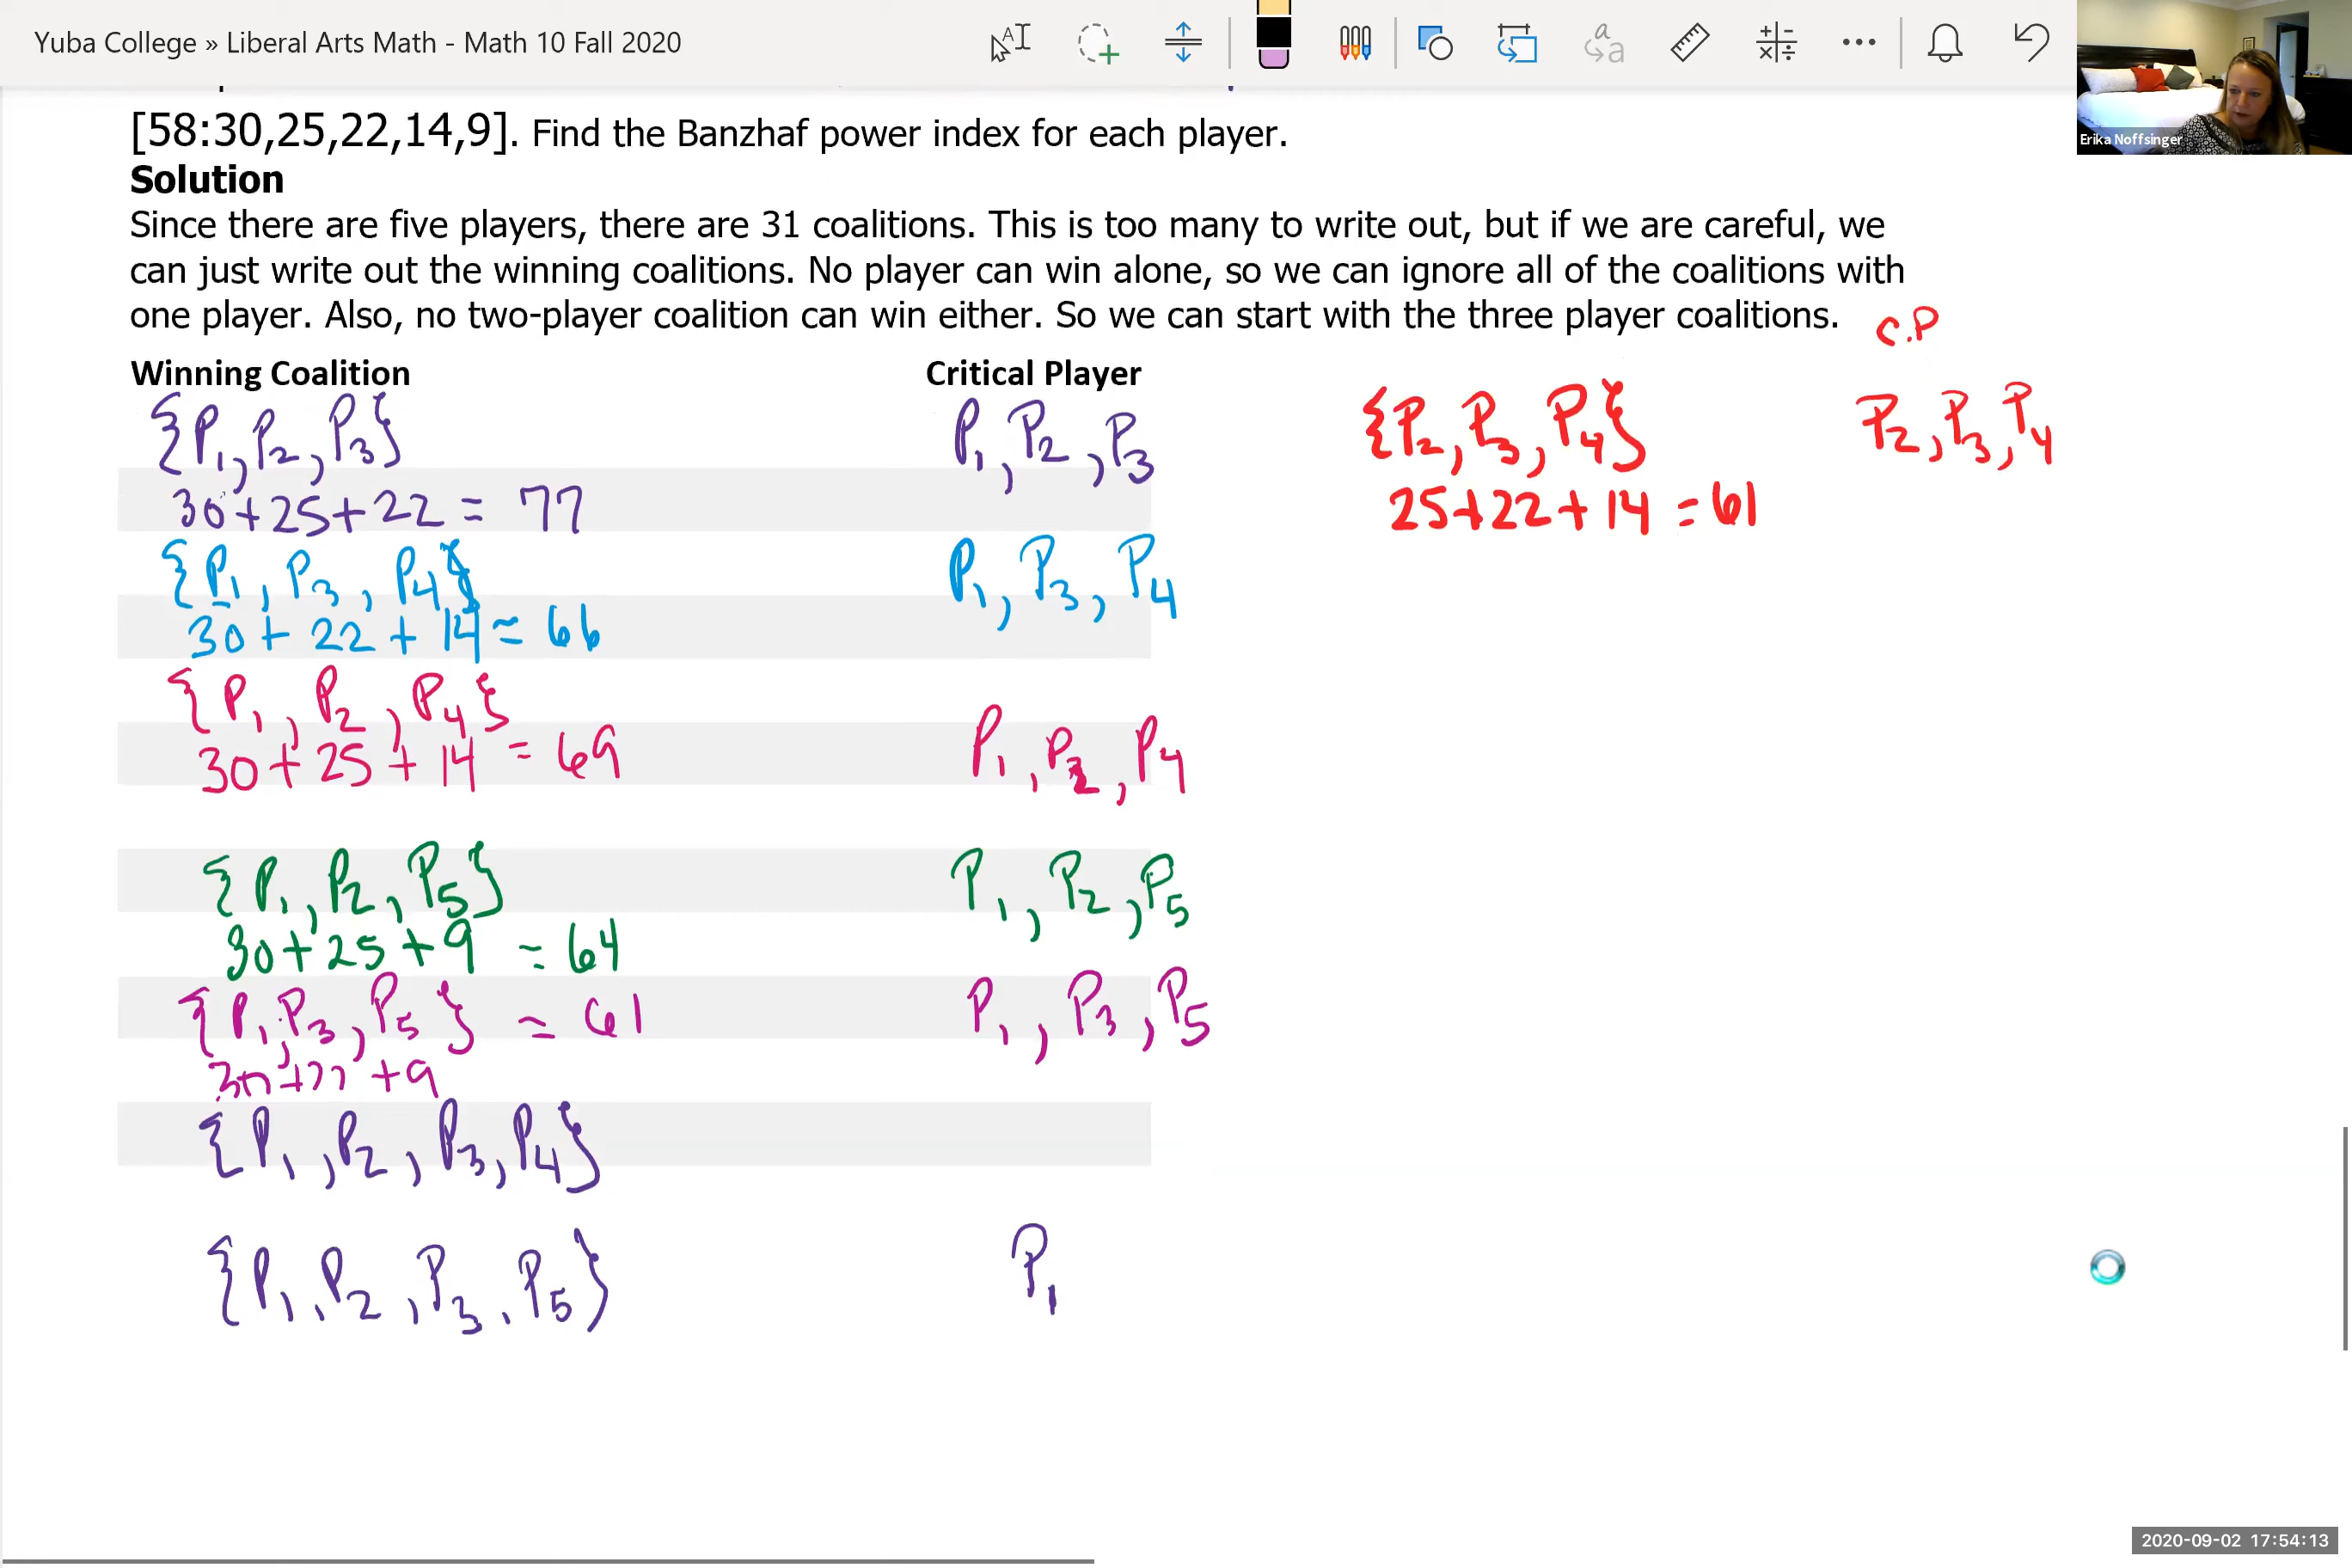 Yuba College » Liberal Arts Math - Math 10 Fall 2020
[58:30,25,22,14,9]. Find the Banzhaf power index for each player.
Erika Noffsinger
Solution
Since there are five players, there are 31 coalitions. This is too many to write out, but if we are careful, we
can just write out the winning coalitions. No player can win alone, so we can ignore all of the coalitions with
one player. Also, no two-player coalition can win either. So we can start with the three player coalitions.
C.P
Winning Coalition Critical Player
{P1, P2, P3} P1, P2, P3 {P2, P3, P4} P2, P3, P4
30+25+22 = 77 25+22+14 = 61
{P1, P3, P4} P1, P3, P4
30+22+14 = 66
{P1, P2, P4} P1, P2, P4
30+25+14 = 69
{P1, P2, P5} P1, P2, P5
30+25+9 = 64
{P1, P3, P5} = 61 P1, P3, P5
30+22+9
{P1, P2, P3, P4}
{P1, P2, P3, P5} P1
2020-09-02 17:54:13